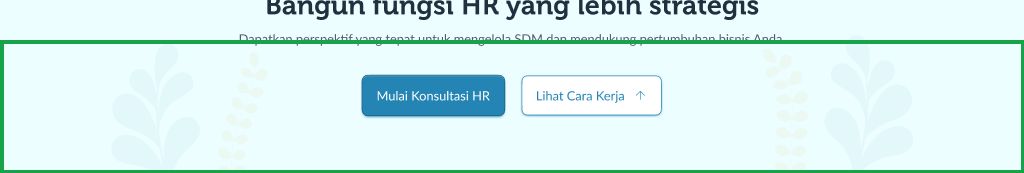 Bangun fungsi HR yang lebih strategis
Dapatkan perspektif yang tepat untuk mengelola SDM dan mendukung pertumbuhan bisnis Anda
Mulai Konsultasi HR
Lihat Cara Kerja